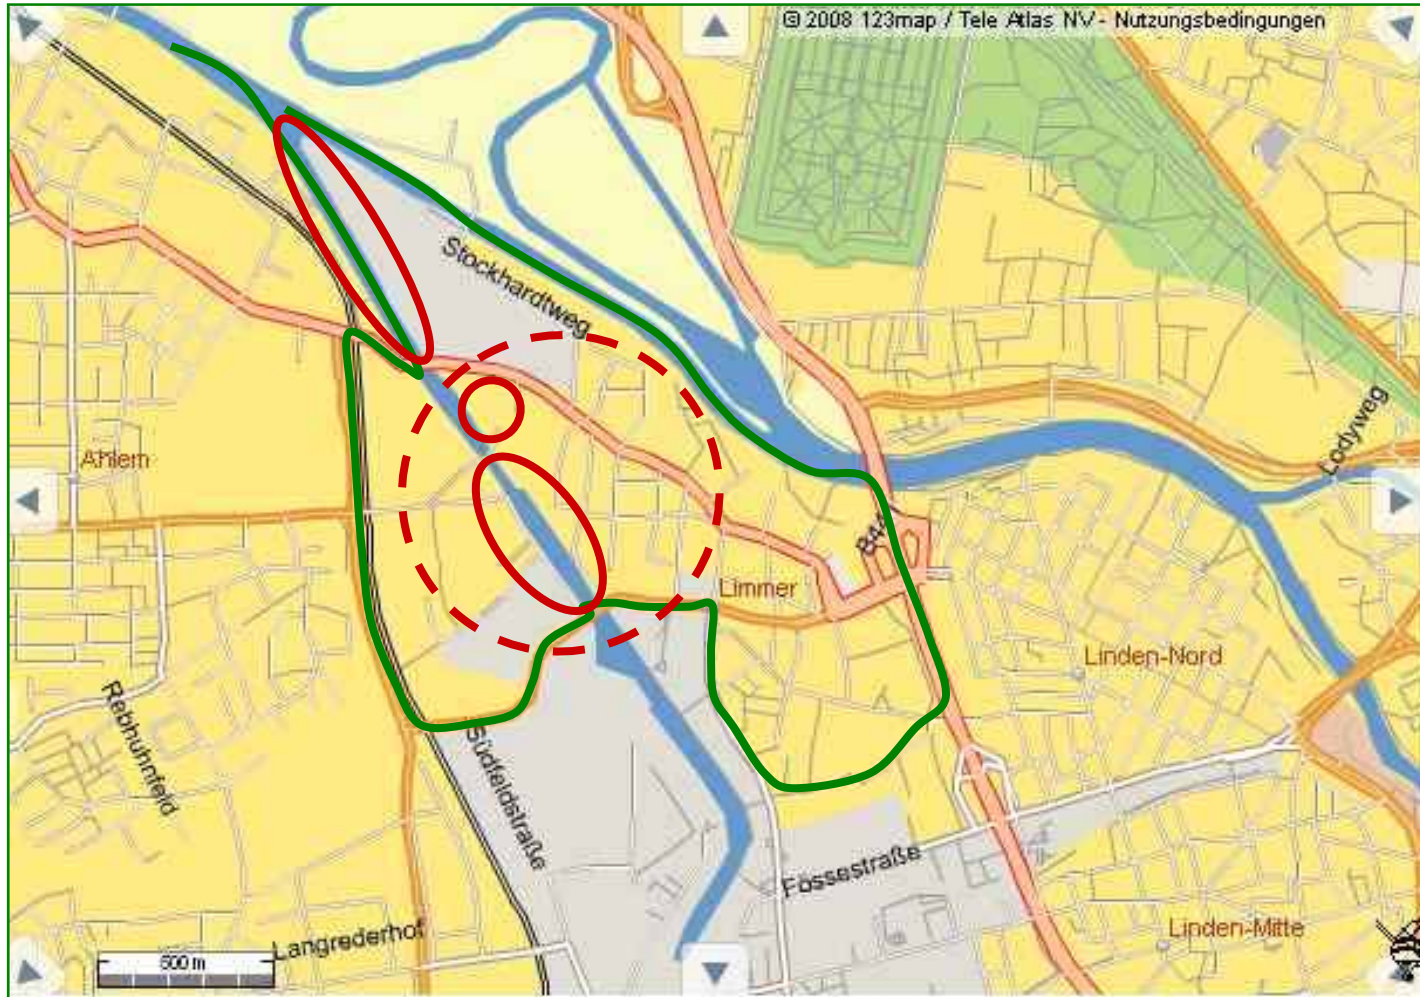 © 2008 123map / Tele Atlas NV - Nutzungsbedingungen
Stockhardtweg
Lodyweg
Ahlem
Limmer
Linden-Nord
Rebhuhnfeld
Südfeldstraße
Fössestraße
Linden-Mitte
Langrederhof
500 m